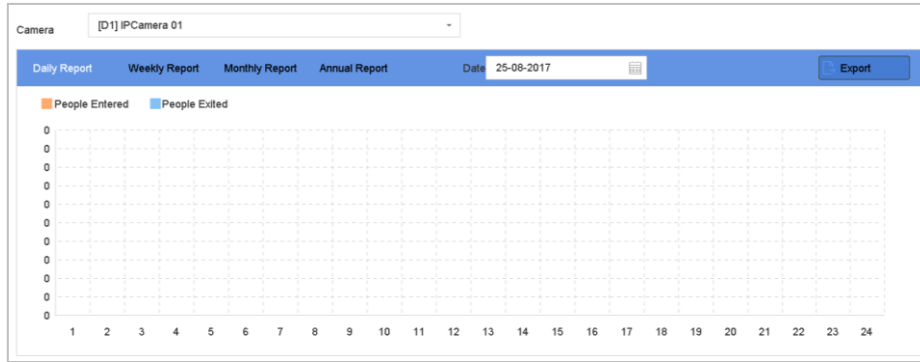 Camera [D1] IPCamera 01
Daily Report Weekly Report Monthly Report Annual Report Date 25-08-2017 Export
People Entered People Exited
0
0
0
0
0
0
0
0
0
0
0
1 2 3 4 5 6 7 8 9 10 11 12 13 14 15 16 17 18 19 20 21 22 23 24